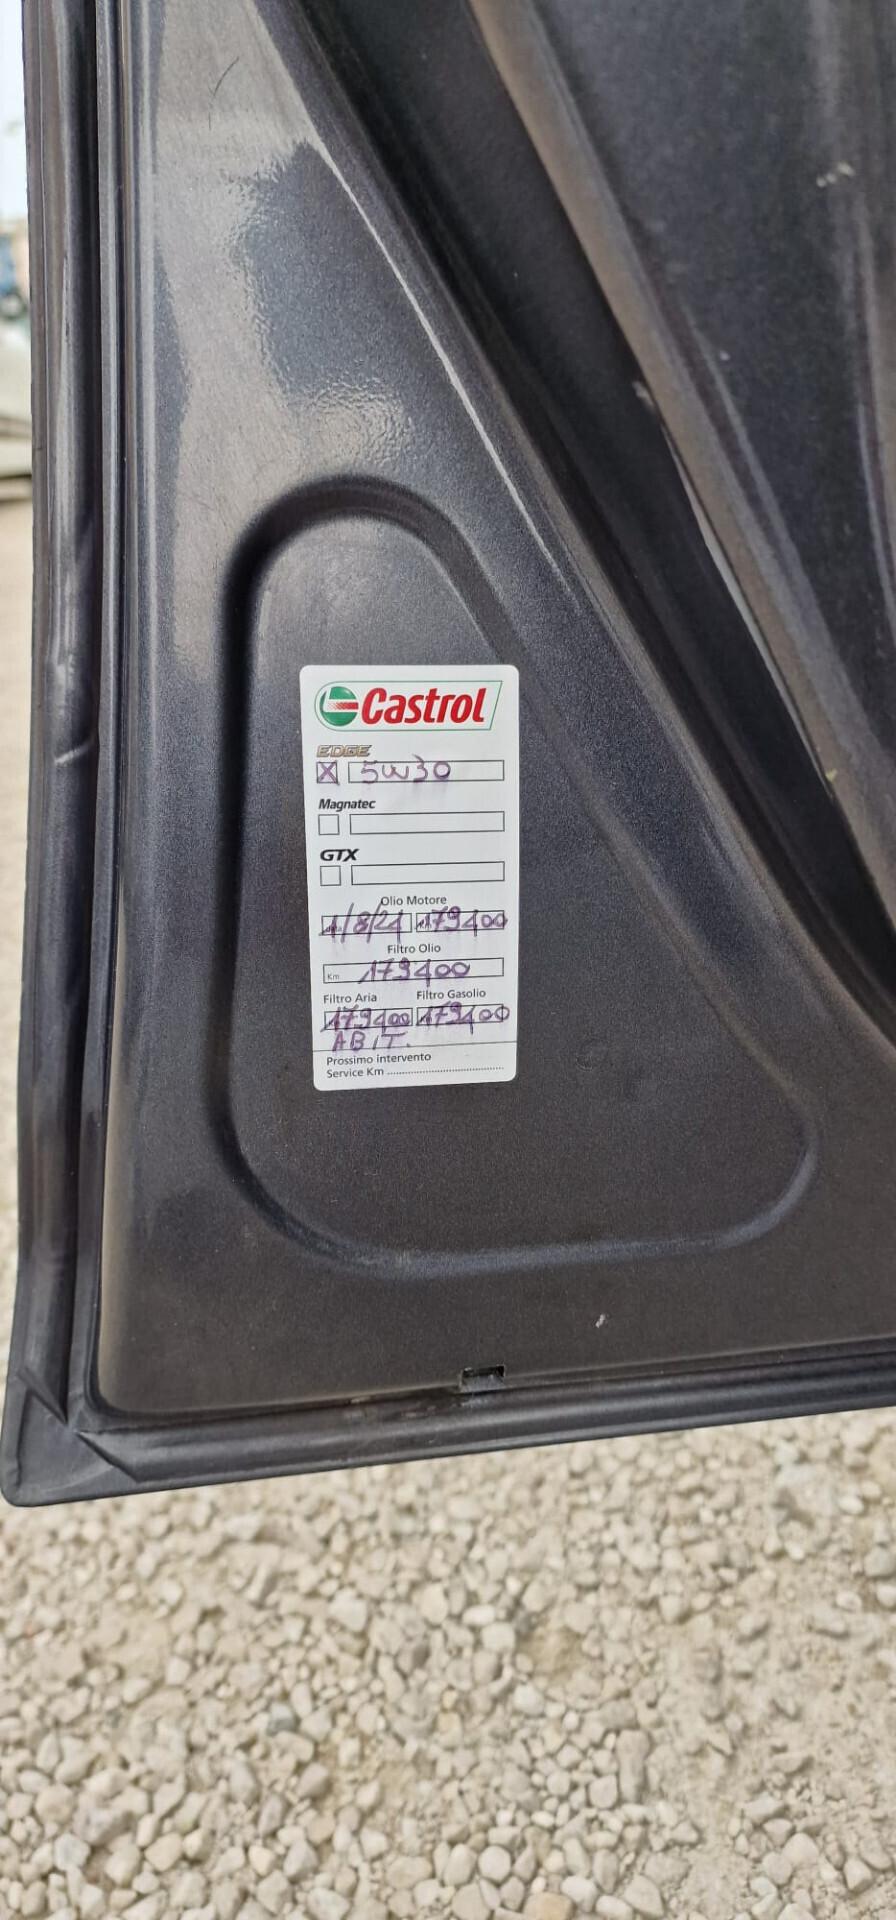 Castrol
EDGE
X 5W30
Magnatec
GTX
Olio Motore
1/8/24 179400
Filtro Olio
Km 179400
Filtro Aria Filtro Gasolio
179400 179400
ABIT.
Prossimo intervento
Service Km ........................................